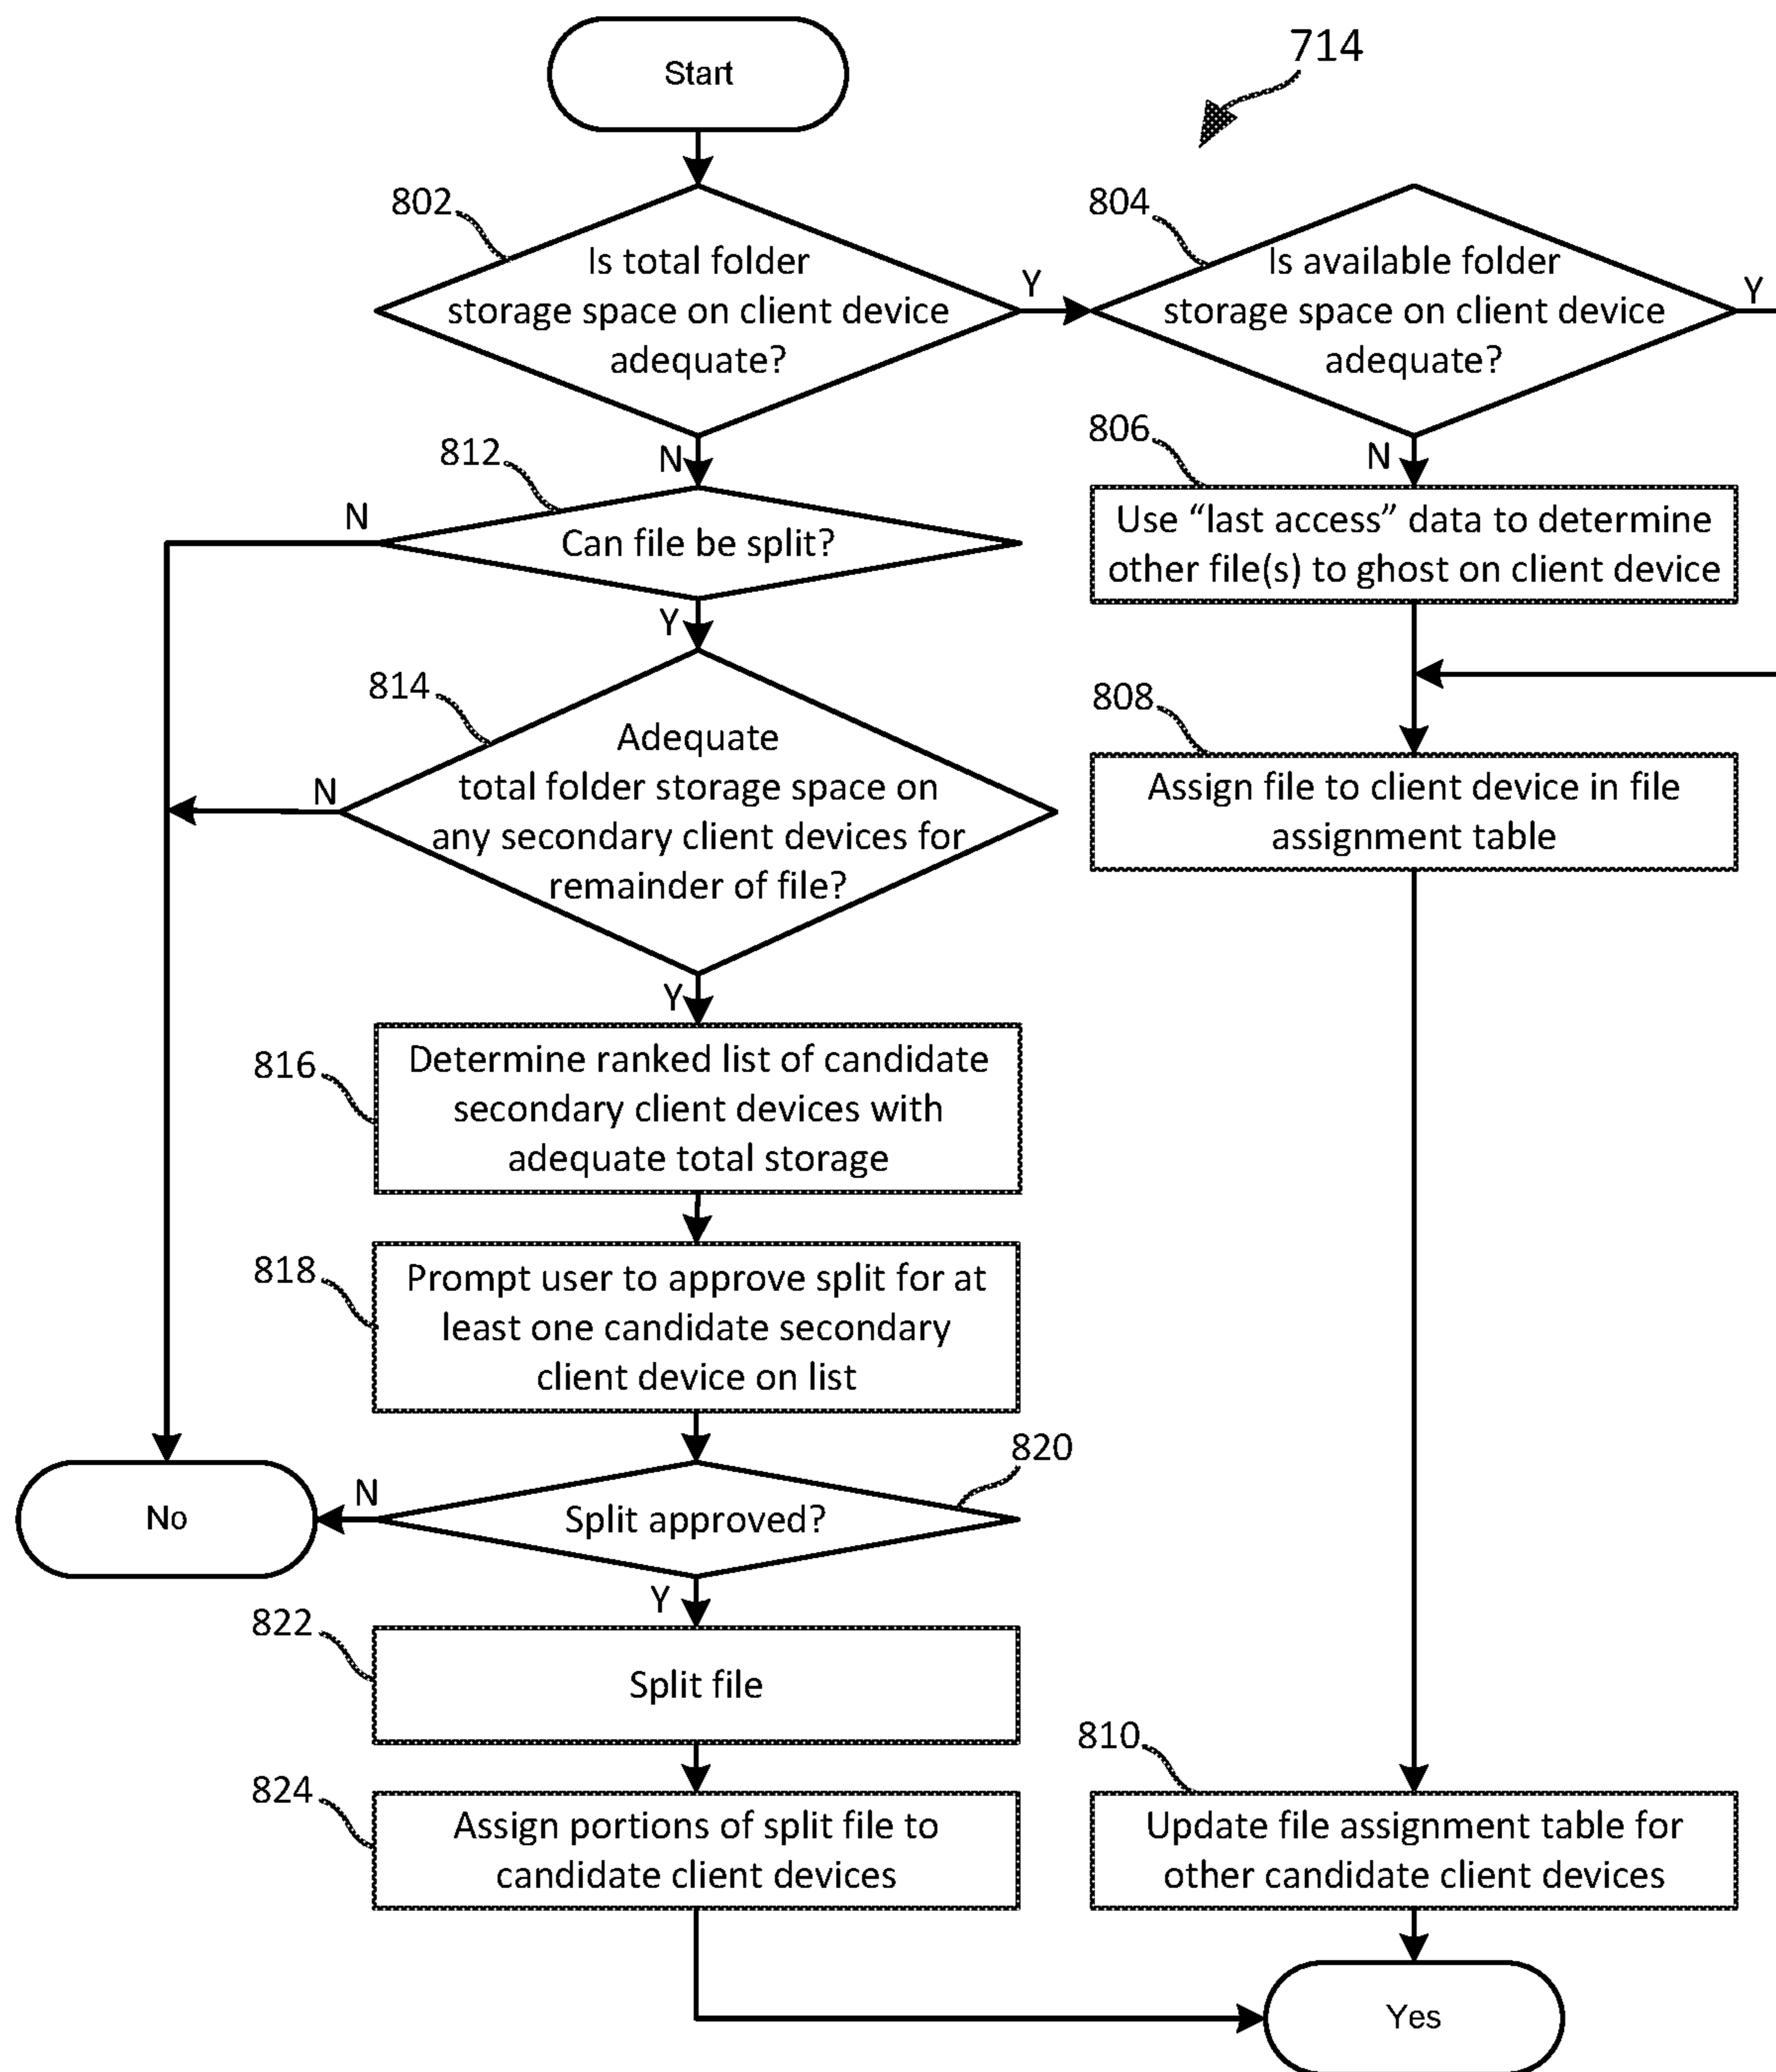 Start
714
802
Is total folder
storage space on client device
adequate?
Y
804
Is available folder
storage space on client device
adequate?
Y
N
812
Can file be split?
N
Y
N
806
Use “last access” data to determine
other file(s) to ghost on client device
814
Adequate
total folder storage space on
any secondary client devices for
remainder of file?
N
Y
808
Assign file to client device in file
assignment table
816
Determine ranked list of candidate
secondary client devices with
adequate total storage
818
Prompt user to approve split for at
least one candidate secondary
client device on list
820
Split approved?
N
No
Y
822
Split file
824
Assign portions of split file to
candidate client devices
810
Update file assignment table for
other candidate client devices
Yes